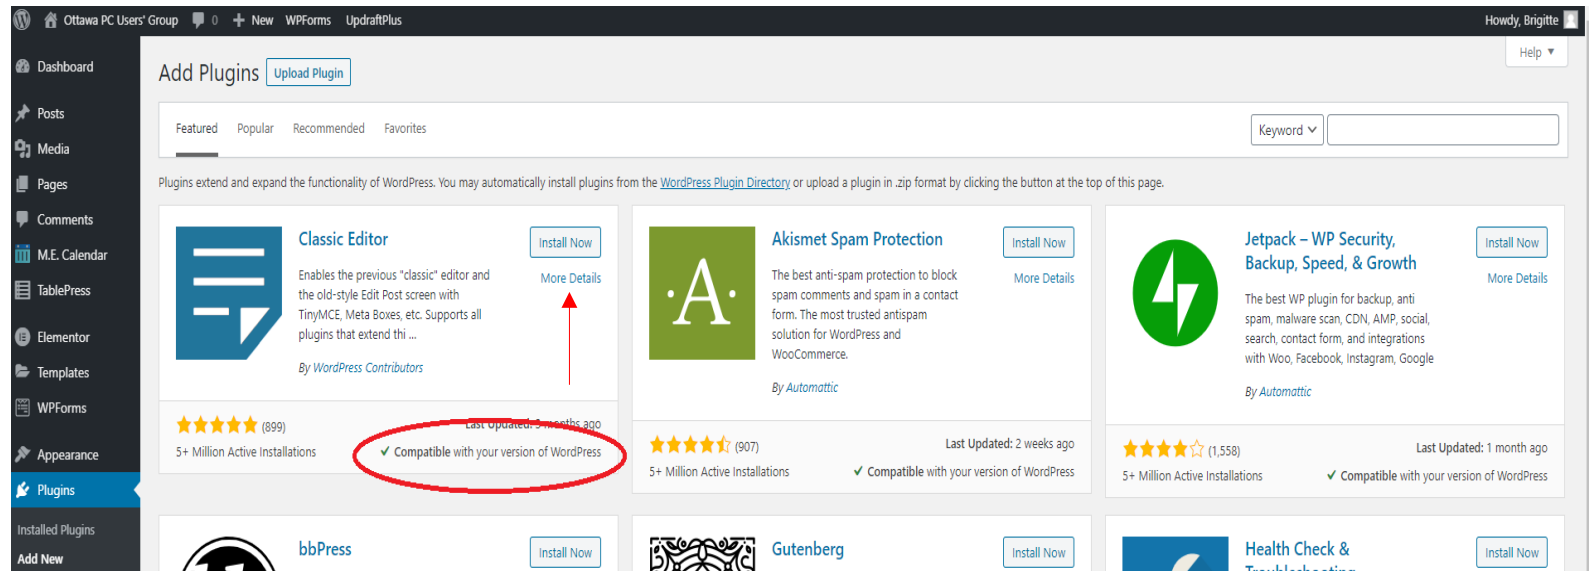 Ottawa PC Users' Group 0 New WPForms UpdraftPlus Howdy, Brigitte
Help
Dashboard
Posts
Media
Pages
Comments
M.E. Calendar
TablePress
Elementor
Templates
WPForms
Appearance
Plugins
Installed Plugins
Add New
Add Plugins Upload Plugin
Featured Popular Recommended Favorites Keyword
Plugins extend and expand the functionality of WordPress. You may automatically install plugins from the WordPress Plugin Directory or upload a plugin in .zip format by clicking the button at the top of this page.
Classic Editor
Install Now
More Details
Enables the previous "classic" editor and
the old-style Edit Post screen with
TinyMCE, Meta Boxes, etc. Supports all
plugins that extend thi ...
By WordPress Contributors
(899)
Last Updated: months ago
5+ Million Active Installations
Compatible with your version of WordPress
·A·
Akismet Spam Protection
Install Now
More Details
The best anti-spam protection to block
spam comments and spam in a contact
form. The most trusted antispam
solution for WordPress and
WooCommerce.
By Automattic
(907)
Last Updated: 2 weeks ago
5+ Million Active Installations
Compatible with your version of WordPress
Jetpack – WP Security,
Backup, Speed, & Growth
Install Now
More Details
The best WP plugin for backup, anti
spam, malware scan, CDN, AMP, social,
search, contact form, and integrations
with Woo, Facebook, Instagram, Google
By Automattic
(1,558)
Last Updated: 1 month ago
5+ Million Active Installations
Compatible with your version of WordPress
bbPress
Install Now
Gutenberg
Install Now
Health Check &
Troubleshooting
Install Now